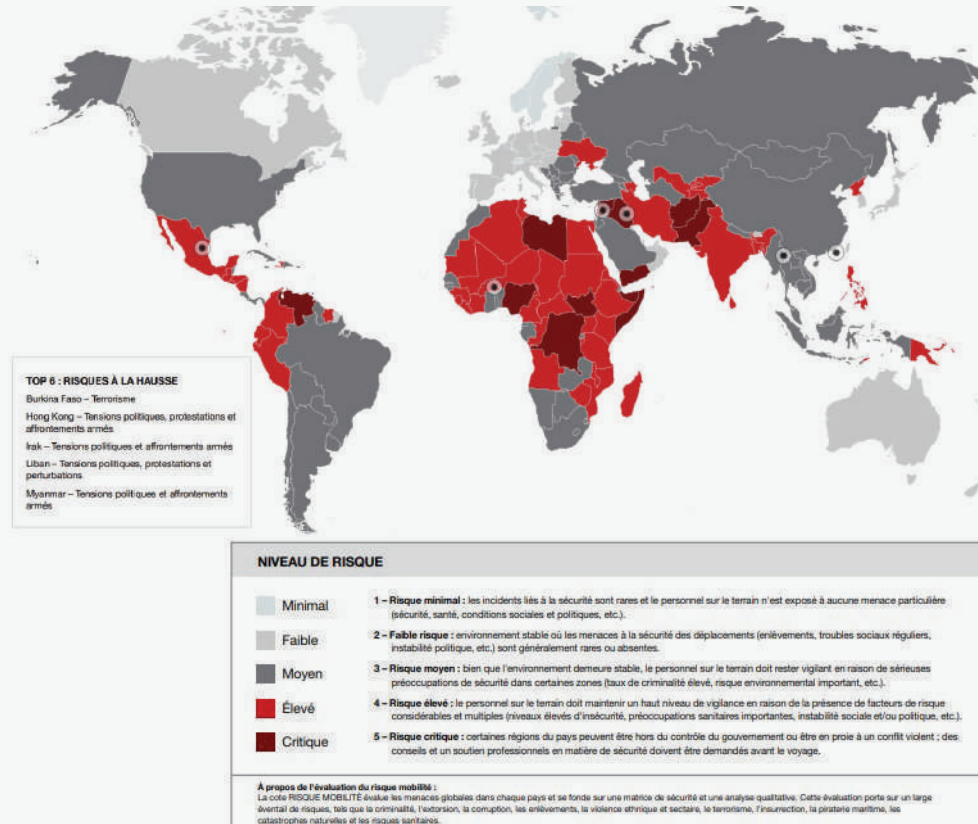 TOP 6 : RISQUES À LA HAUSSE
Burkina Faso – Terrorisme
Hong Kong – Tensions politiques, protestations et
affrontements armés
Irak – Tensions politiques et affrontements armés
Liban – Tensions politiques, protestations et
perturbations
Myanmar – Tensions politiques et affrontements
armés
NIVEAU DE RISQUE
Minimal
1 – Risque minimal : les incidents liés à la sécurité sont rares et le personnel sur le terrain n'est exposé à aucune menace particulière
(sécurité, santé, conditions sociales et politiques, etc.).
Faible
2 – Faible risque : environnement stable où les menaces à la sécurité des déplacements (enlèvements, troubles sociaux réguliers,
instabilité politique, etc.) sont généralement rares ou absentes.
Moyen
3 – Risque moyen : bien que l'environnement demeure stable, le personnel sur le terrain doit rester vigilant en raison de sérieuses
préoccupations de sécurité dans certaines zones (taux de criminalité élevé, risque environnemental important, etc.).
Élevé
4 – Risque élevé : le personnel sur le terrain doit maintenir un haut niveau de vigilance en raison de la présence de facteurs de risque
considérables et multiples (niveaux élevés d'insécurité, préoccupations sanitaires importantes, instabilité sociale et/ou politique, etc.).
Critique
5 – Risque critique : certaines régions du pays peuvent être hors du contrôle du gouvernement ou être en proie à un conflit violent ; des
conseils et un soutien professionnels en matière de sécurité doivent être demandés avant le voyage.
À propos de l'évaluation du risque mobilité :
La cote RISQUE MOBILITÉ évalue les menaces globales dans chaque pays et se fonde sur une matrice de sécurité et une analyse qualitative. Cette évaluation porte sur un large
éventail de risques, tels que la criminalité, l'extorsion, la corruption, les enlèvements, la violence ethnique et sectaire, le terrorisme, l'insurrection, la piraterie maritime, les
catastrophes naturelles et les risques sanitaires.